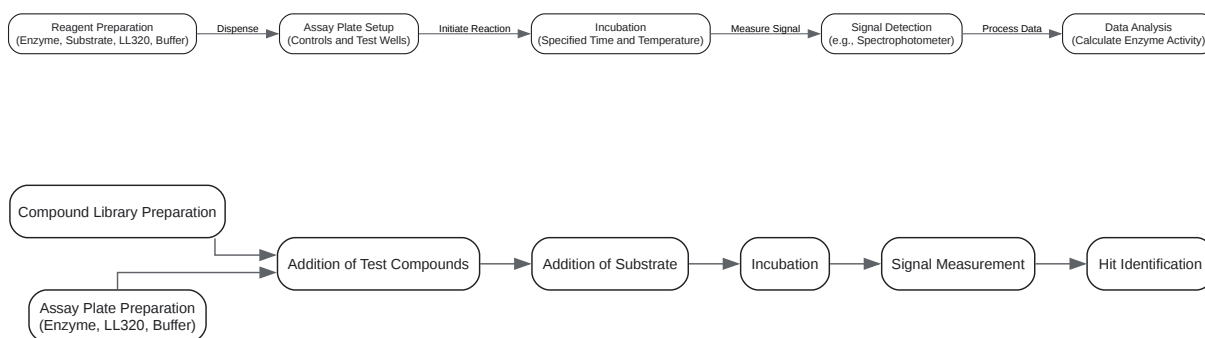 Reagent Preparation
(Enzyme, Substrate, LL320, Buffer)
Dispense
Assay Plate Setup
(Controls and Test Wells)
Initiate Reaction
Incubation
(Specified Time and Temperature)
Measure Signal
Signal Detection
(e.g., Spectrophotometer)
Process Data
Data Analysis
(Calculate Enzyme Activity)
Compound Library Preparation
Assay Plate Preparation
(Enzyme, LL320, Buffer)
Addition of Test Compounds
Addition of Substrate
Incubation
Signal Measurement
Hit Identification